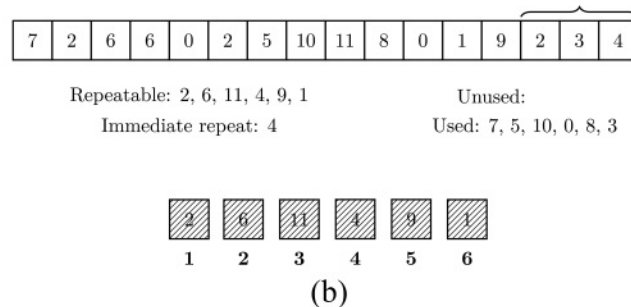 7 2 6 6 0 2 5 10 11 8 0 1 9 2 3 4
Repeatable: 2, 6, 11, 4, 9, 1
Unused:
Immediate repeat: 4
Used: 7, 5, 10, 0, 8, 3
2 6 11 4 9 1
1 2 3 4 5 6
(b)